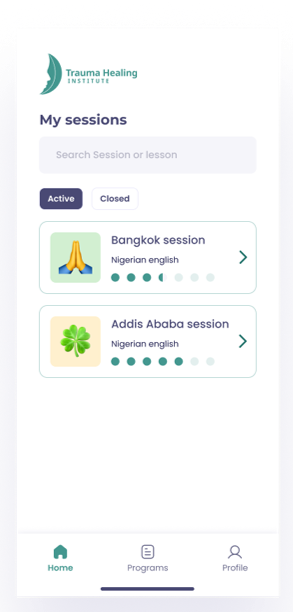 Trauma Healing
INSTITUTE
My sessions
Search Session or lesson
Active
Closed
Bangkok session
Nigerian english
Addis Ababa session
Nigerian english
Home
Programs
Profile